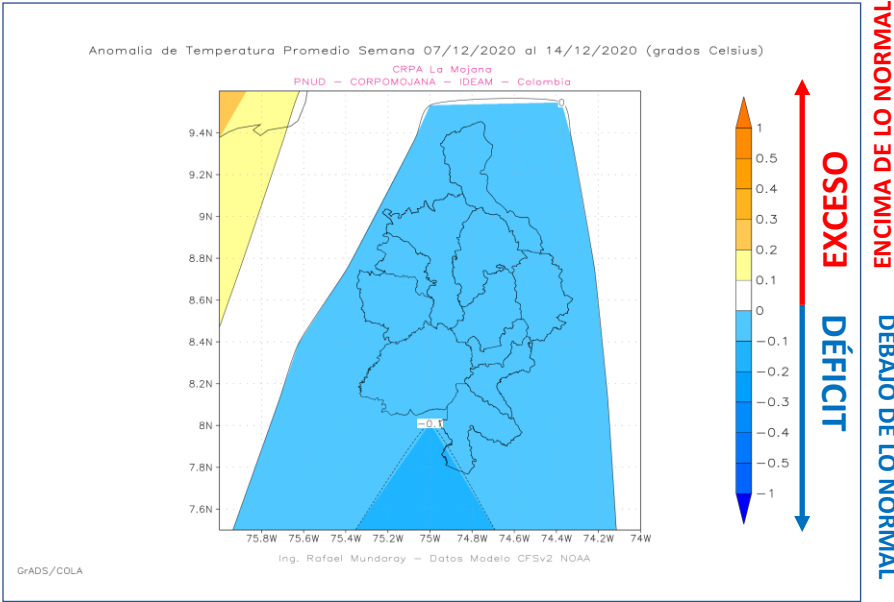 Anomalia de Temperatura Promedio Semana 07/12/2020 al 14/12/2020 (grados Celsius)
CRPA La Mojana
PNUD – CORPOMOJANA – IDEAM – Colombia
9.4N
9.2N
9N
8.8N
8.6N
8.4N
8.2N
8N
7.8N
7.6N
75.8W 75.6W 75.4W 75.2W 75W 74.8W 74.6W 74.4W 74.2W 74W
0
−0.1
1
0.5
0.4
0.3
0.2
0.1
0
−0.1
−0.2
−0.3
−0.4
−0.5
−1
EXCESO
DÉFICIT
ENCIMA DE LO NORMAL
DEBAJO DE LO NORMAL
Ing. Rafael Mundaray – Datos Modelo CFSv2 NOAA
GrADS/COLA